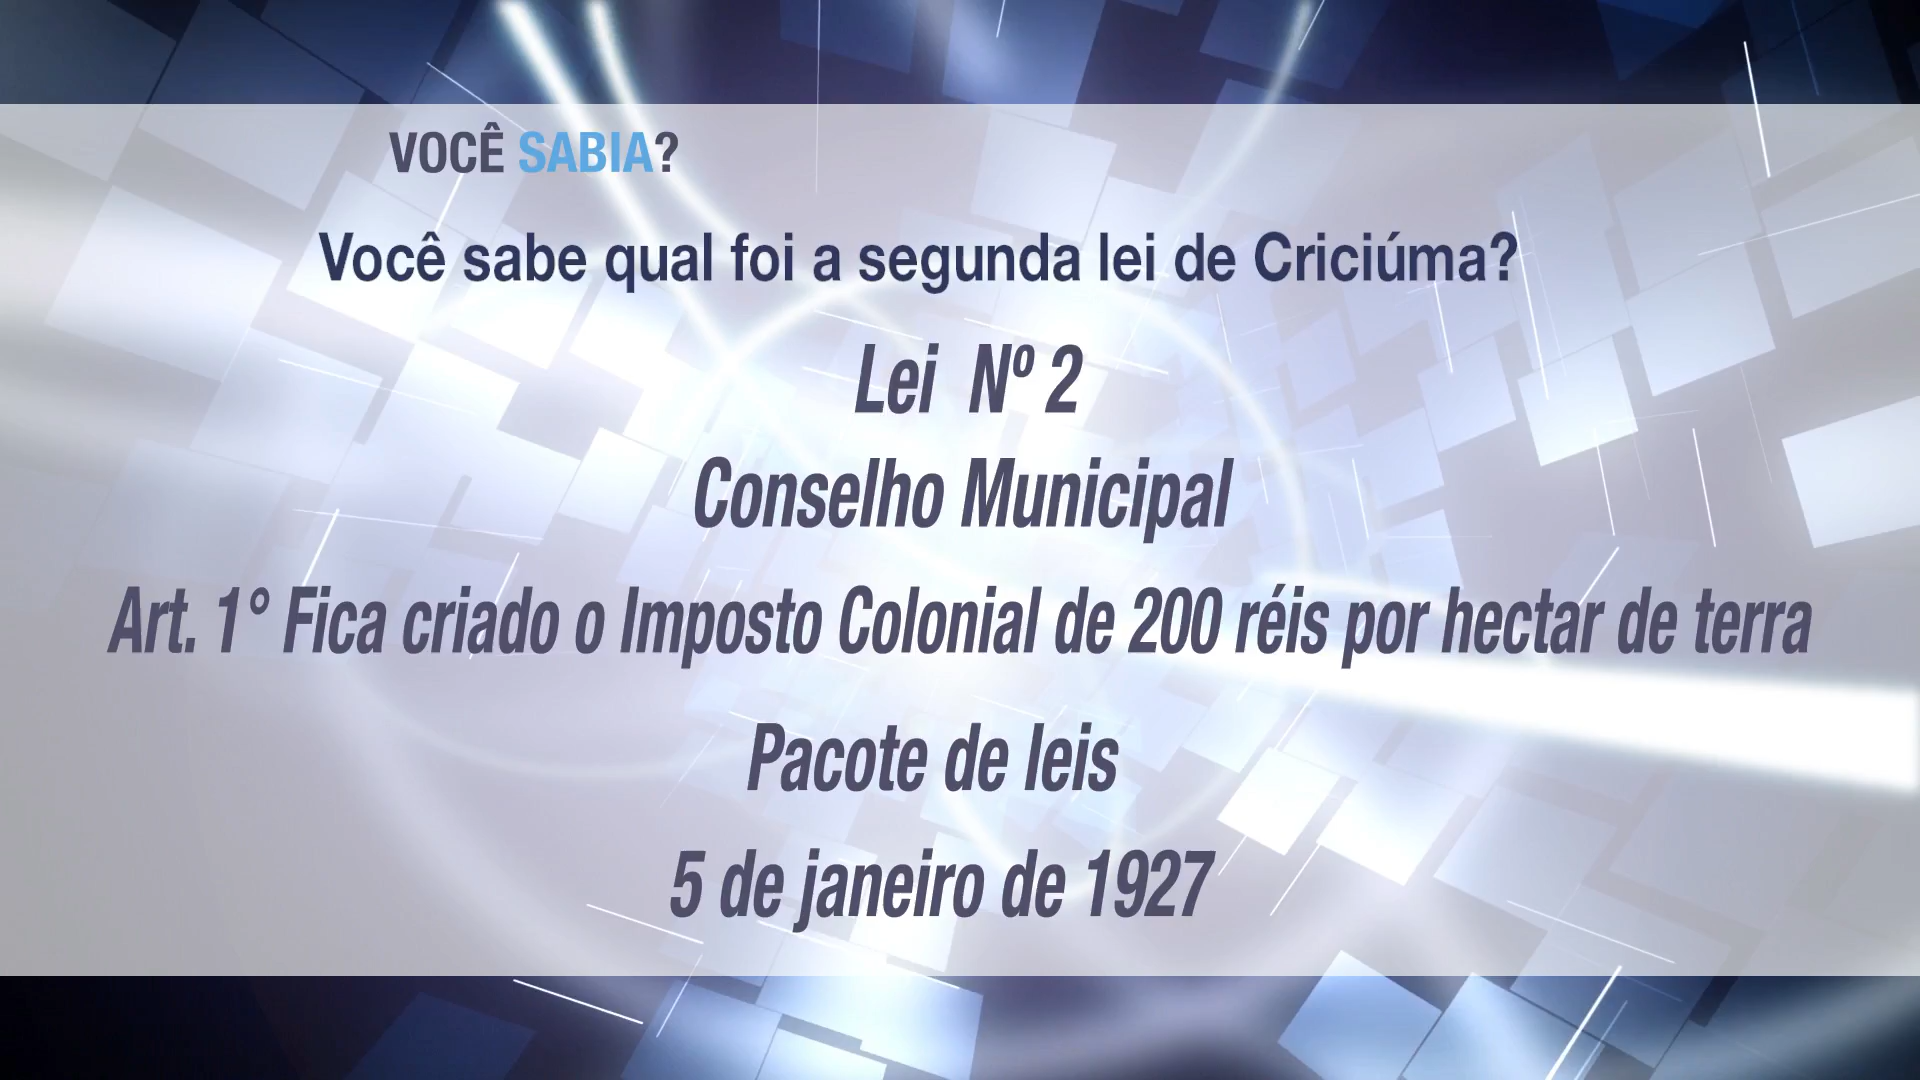 VOCÊ SABIA?
Você sabe qual foi a segunda lei de Criciúma?
Lei Nº 2
Conselho Municipal
Art. 1° Fica criado o Imposto Colonial de 200 réis por hectar de terra
Pacote de leis
5 de janeiro de 1927